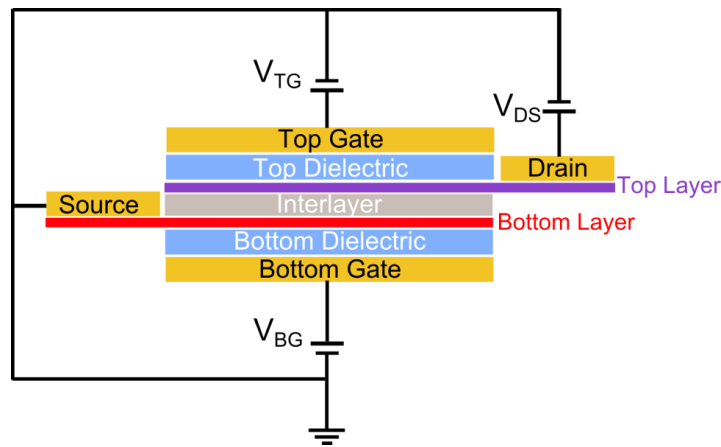 V_TG
V_DS
Top Gate
Top Dielectric
Drain
Top Layer
Source
Interlayer
Bottom Layer
Bottom Dielectric
Bottom Gate
V_BG